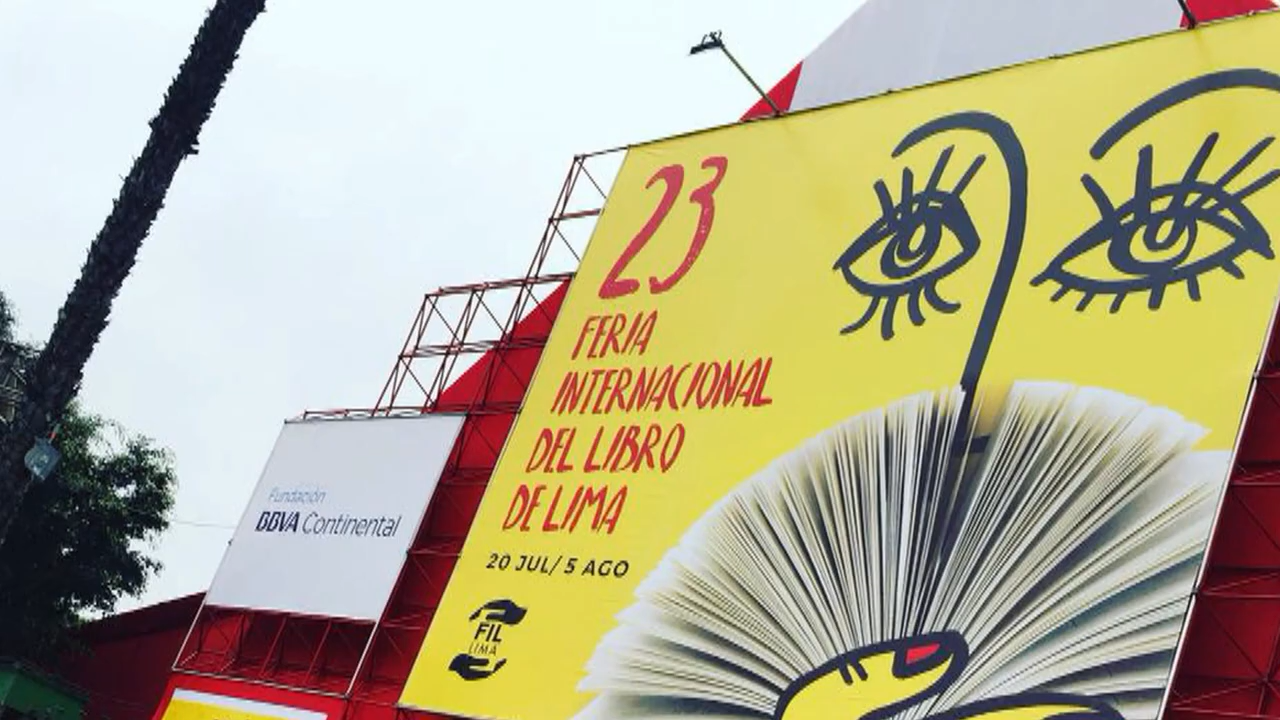 23
FERIA
INTERNACIONAL
DEL LIBRO
DE LIMA
20 JUL/ 5 AGO
FIL
LIMA
Fundación
BBVA Continental